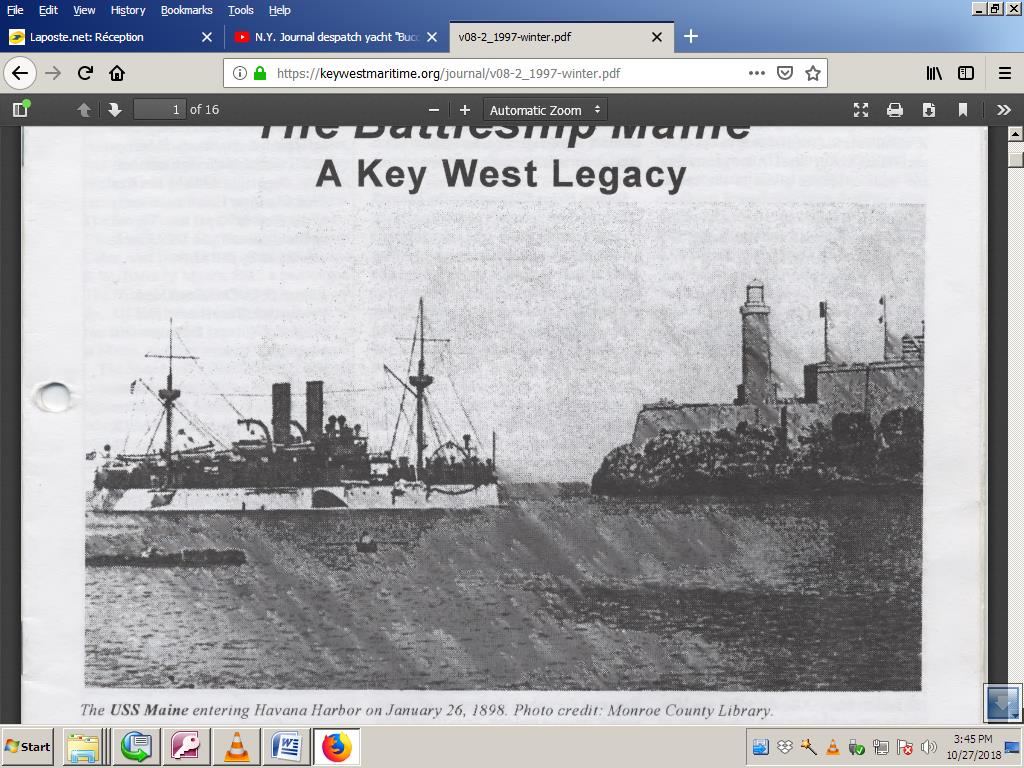 File Edit View History Bookmarks Tools Help
Laposte.net: Réception
N.Y. Journal despatch yacht "Bucc
v08-2_1997-winter.pdf
https://keywestmaritime.org/journal/v08-2_1997-winter.pdf
1 of 16
Automatic Zoom
The Battleship Maine
A Key West Legacy
The USS Maine entering Havana Harbor on January 26, 1898. Photo credit: Monroe County Library.
Start
3:45 PM
10/27/2018